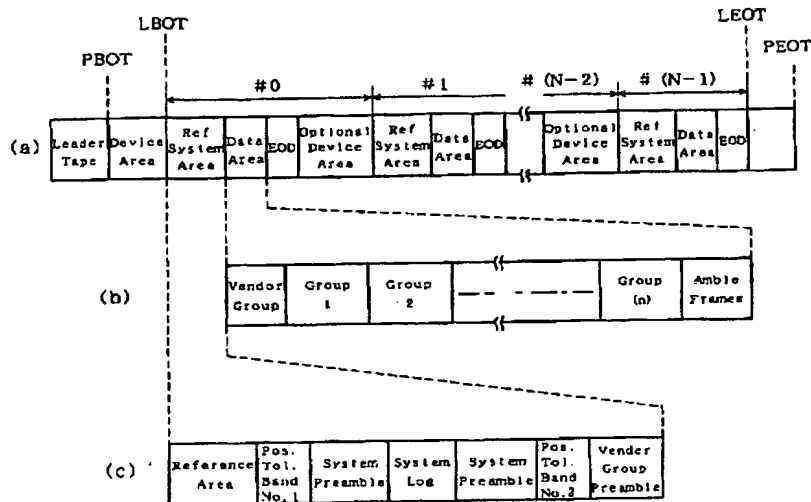 LBOT
LEOT
PBOT
PEOT
#0
#1
# (N-2)
# (N-1)
(a)
Leader Tape
Device Area
Ref System Area
Data Area
EOD
Optional Device Area
Ref System Area
Data Area
EOD
Optional Device Area
Ref System Area
Data Area
EOD
(b)
Vendor Group
Group 1
Group 2
Group (n)
Amble Frames
(c)
Reference Area
Pos. Tol. Band No.1
System Preamble
System Log
System Preamble
Pos. Tol. Band No.2
Vender Group Preamble